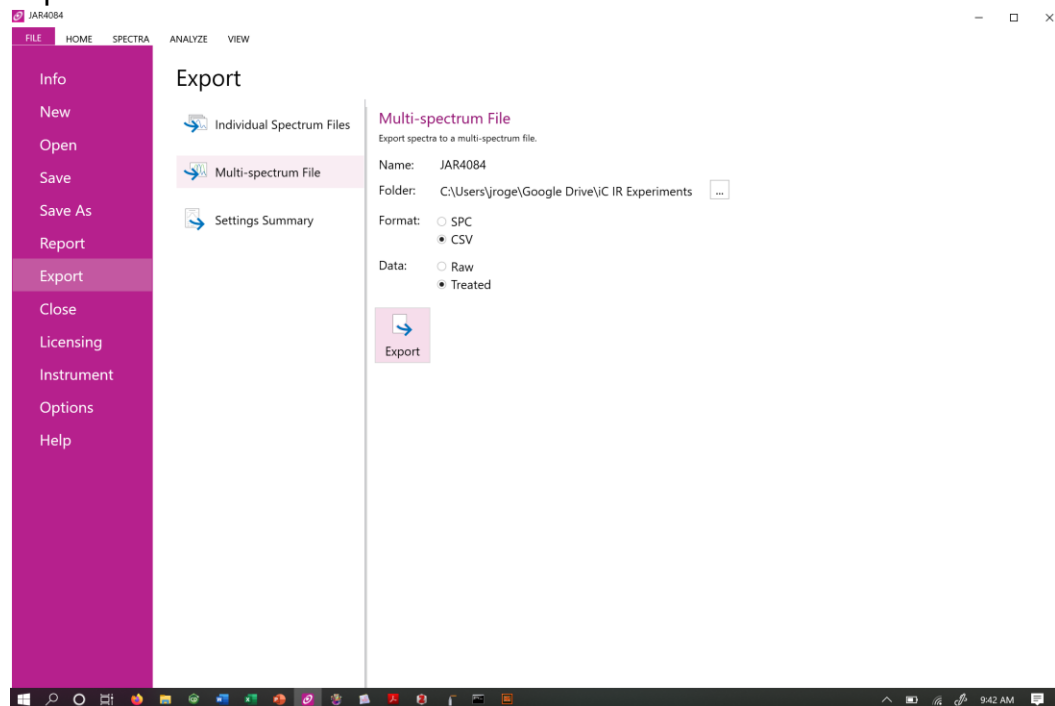 JAR4084
FILE HOME SPECTRA ANALYZE VIEW
Info
New
Open
Save
Save As
Report
Export
Close
Licensing
Instrument
Options
Help
Export
Individual Spectrum Files
Multi-spectrum File
Settings Summary
Multi-spectrum File
Export spectra to a multi-spectrum file.
Name: JAR4084
Folder: C:\Users\jroge\Google Drive\iC IR Experiments ...
Format: SPC
CSV
Data: Raw
Treated
Export
9:42 AM